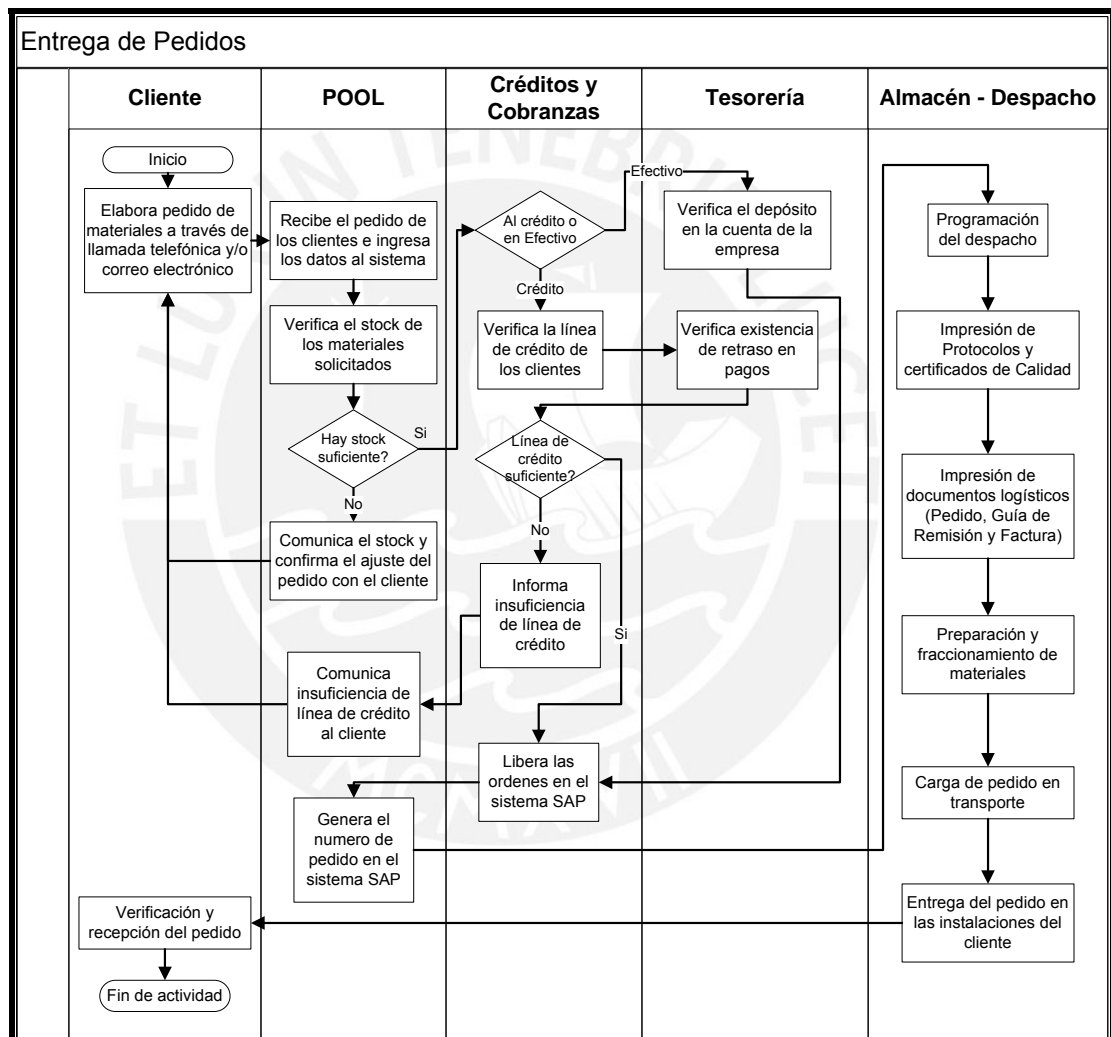 Entrega de Pedidos
Cliente
POOL
Créditos y
Cobranzas
Tesorería
Almacén - Despacho
Inicio
Elabora pedido de
materiales a través de
llamada telefónica y/o
correo electrónico
Recibe el pedido de
los clientes e ingresa
los datos al sistema
Verifica el stock de
los materiales
solicitados
Hay stock
suficiente?
Si
No
Comunica el stock y
confirma el ajuste del
pedido con el cliente
Al crédito o
en Efectivo
Efectivo
Crédito
Verifica la línea
de crédito de
los clientes
Verifica el depósito
en la cuenta de la
empresa
Verifica existencia
de retraso en
pagos
Línea de
crédito
suficiente?
No
Si
Informa
insuficiencia
de línea de
crédito
Comunica
insuficiencia de
línea de crédito
al cliente
Libera las
ordenes en el
sistema SAP
Genera el
numero de
pedido en el
sistema SAP
Programación
del despacho
Impresión de
Protocolos y
certificados de Calidad
Impresión de
documentos logísticos
(Pedido, Guía de
Remisión y Factura)
Preparación y
fraccionamiento de
materiales
Carga de pedido en
transporte
Entrega del pedido en
las instalaciones del
cliente
Verificación y
recepción del pedido
Fin de actividad
ET LUX IN TENEBRIS LUCET
MCMXVII